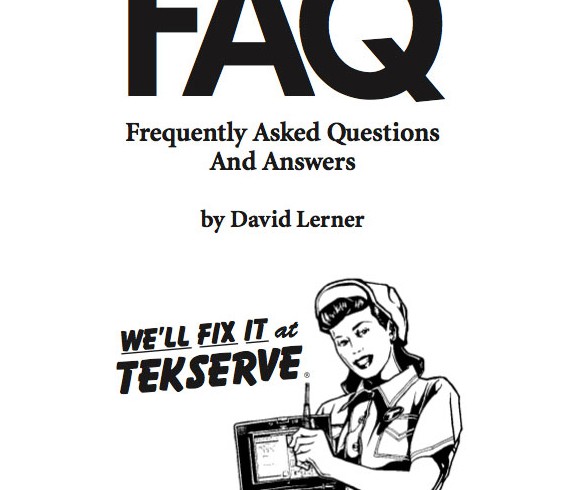 FAQ
Frequently Asked Questions
And Answers
by David Lerner
WE'LL FIX IT at
TEKSERVE®